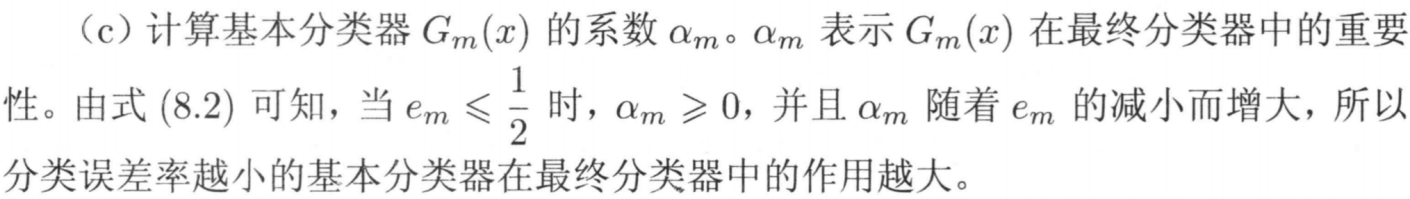 (c) 计算基本分类器 Gₘ(x) 的系数 αₘ。αₘ 表示 Gₘ(x) 在最终分类器中的重要
性。由式 (8.2) 可知，当 eₘ ⩽ 1/2 时，αₘ ⩾ 0，并且 αₘ 随着 eₘ 的减小而增大，所以
分类误差率越小的基本分类器在最终分类器中的作用越大。